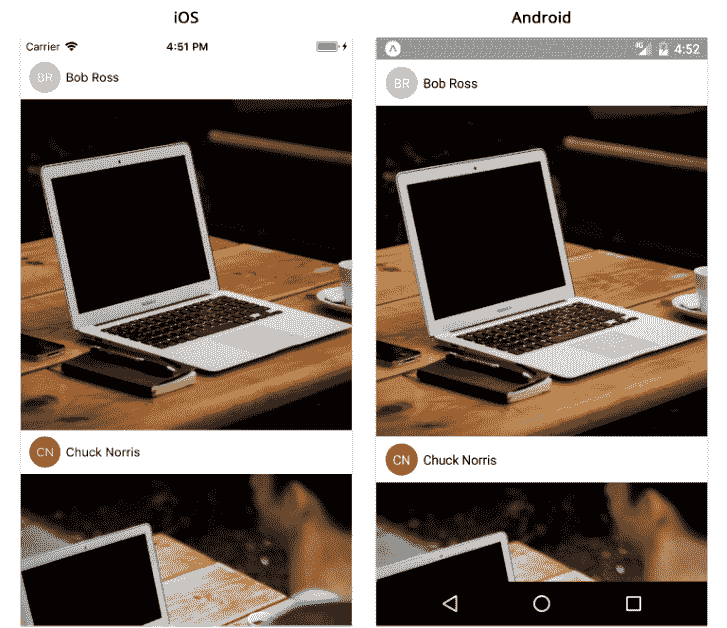 iOS
Android
Carrier 4:51 PM
4G 4:52
BR Bob Ross
BR Bob Ross
CN Chuck Norris
CN Chuck Norris